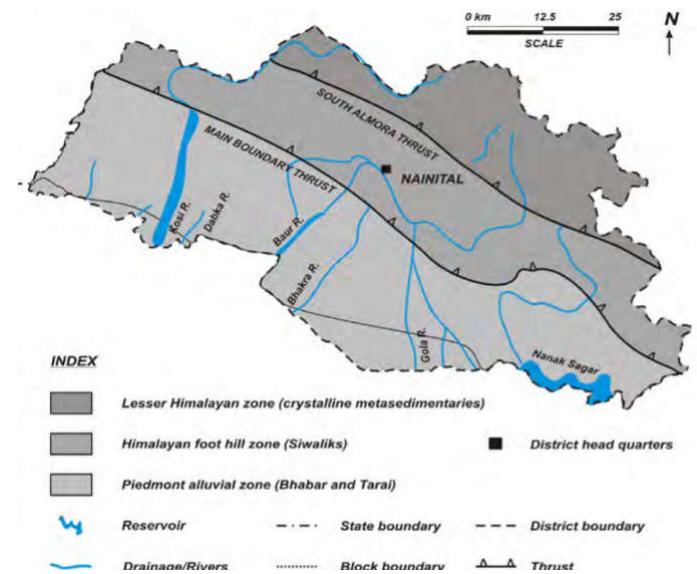 0 km 12.5 25
SCALE
N
SOUTH ALMORA THRUST
MAIN BOUNDARY THRUST
NAINITAL
Kosi R.
Dabka R.
Baur R.
Bhakra R.
Gola R.
Nanak Sagar
INDEX
Lesser Himalayan zone (crystalline metasedimentaries)
Himalayan foot hill zone (Siwaliks)
District head quarters
Piedmont alluvial zone (Bhabar and Tarai)
Reservoir
State boundary
District boundary
Drainage/Rivers
Block boundary
Thrust